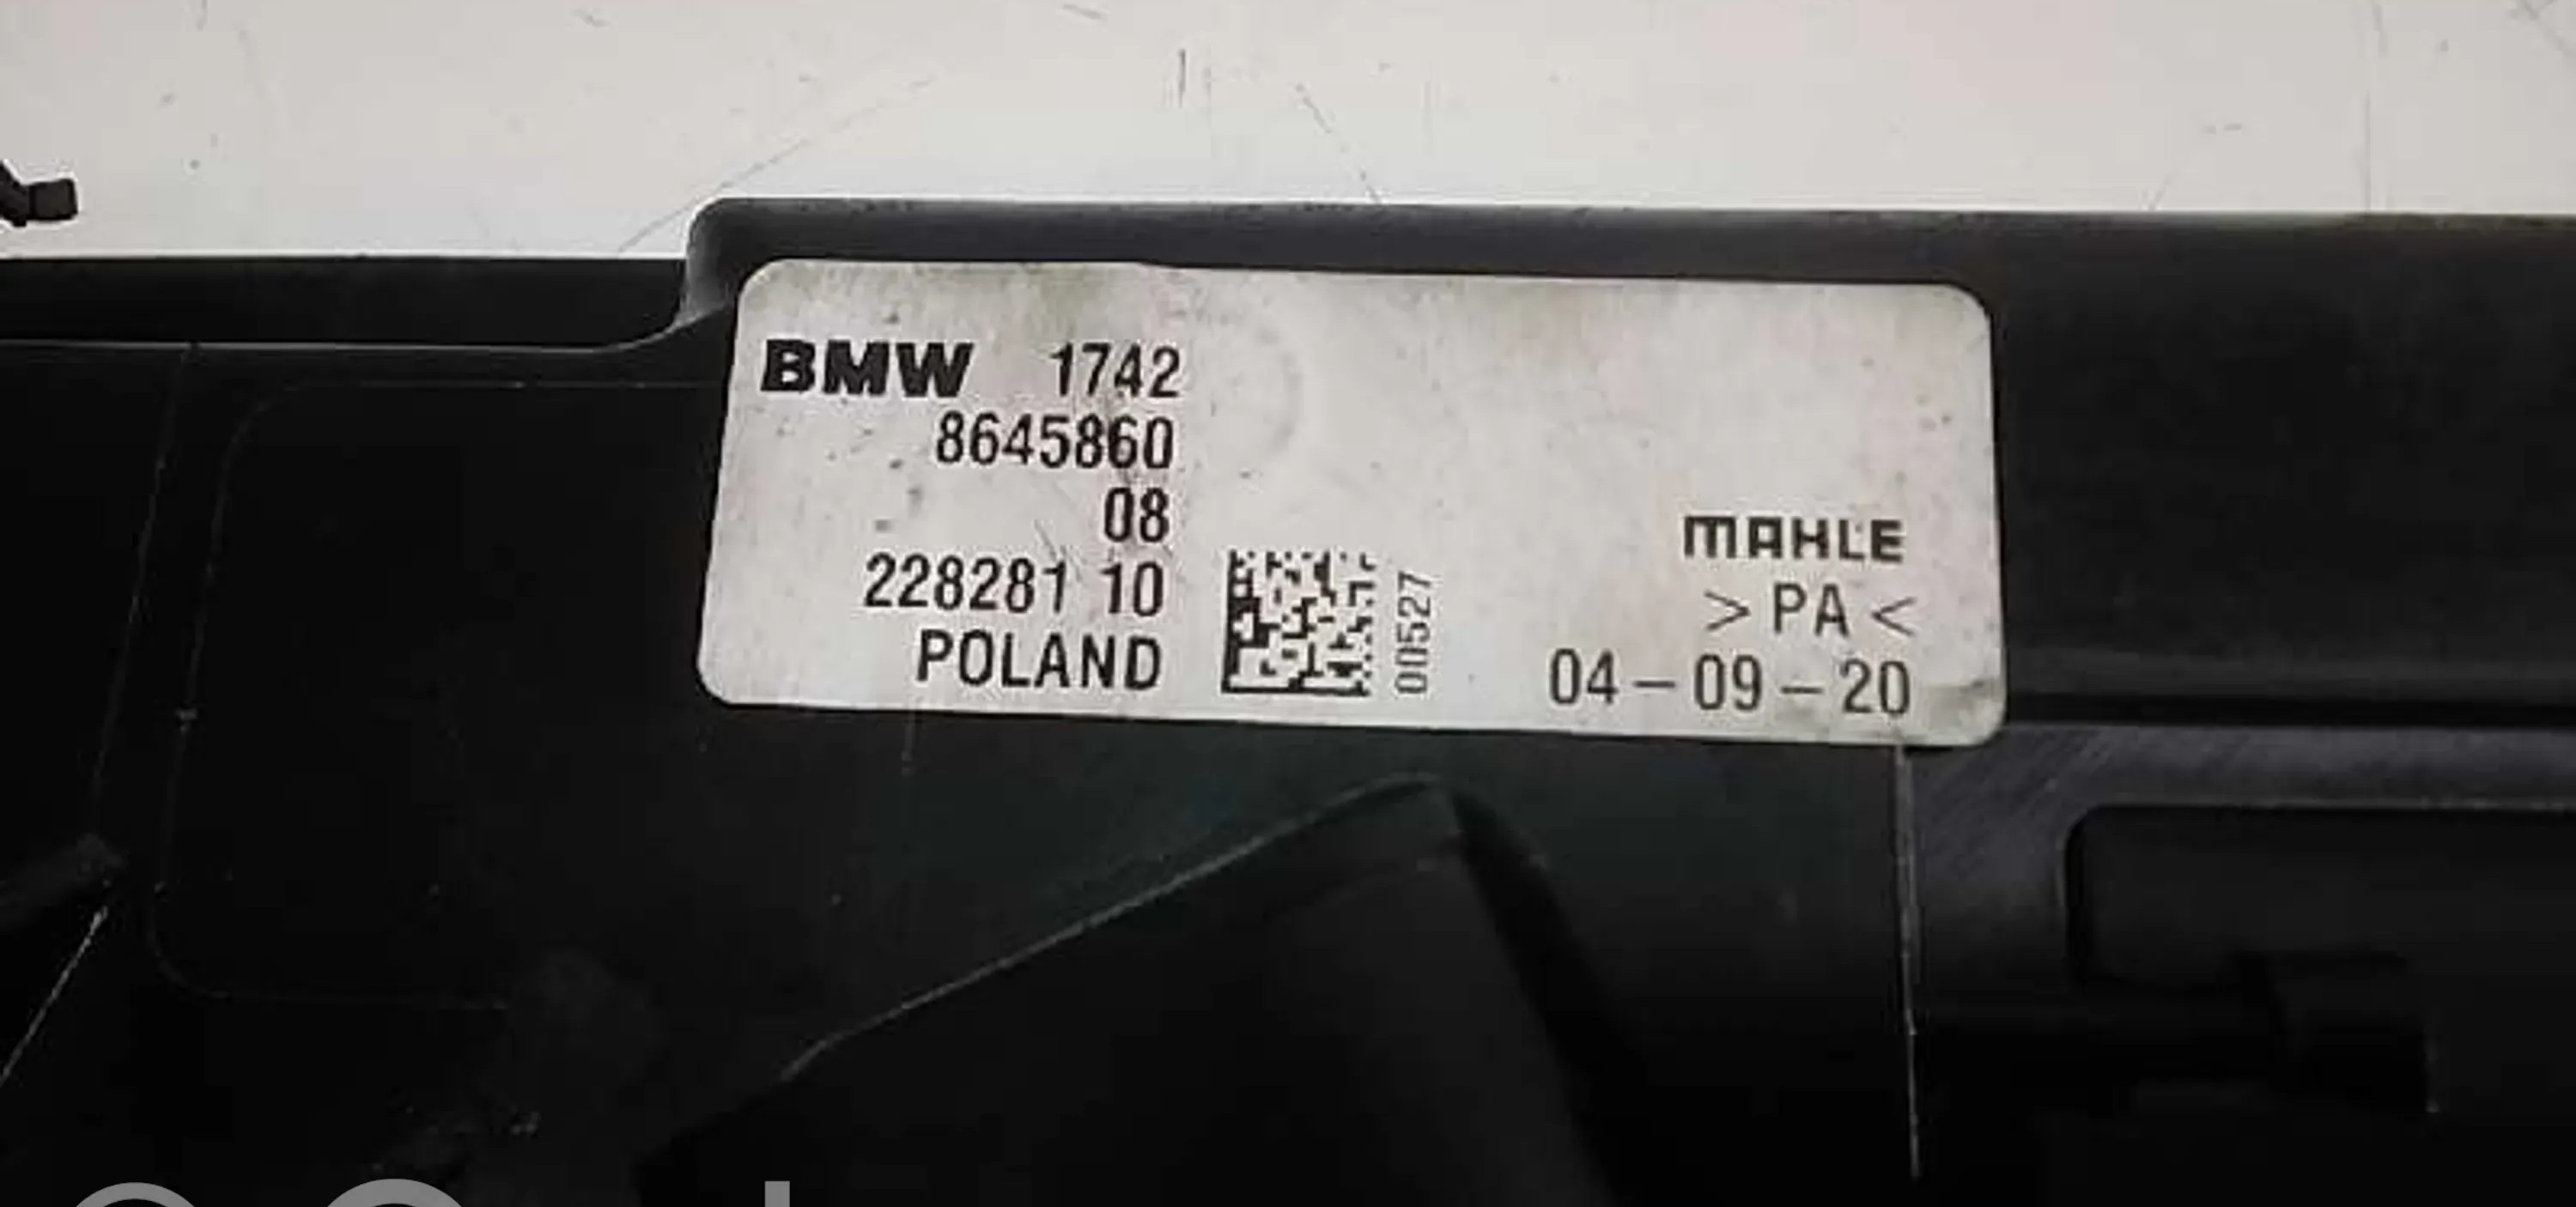 BMW 1742
8645860
08
228281 10
POLAND
00527
MAHLE
>PA<
04-09-20